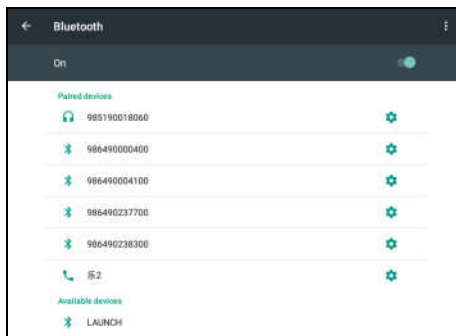 Bluetooth
On
Paired devices
985190018060
986490000400
986490004100
986490237700
986490238300
乐2
Available devices
LAUNCH